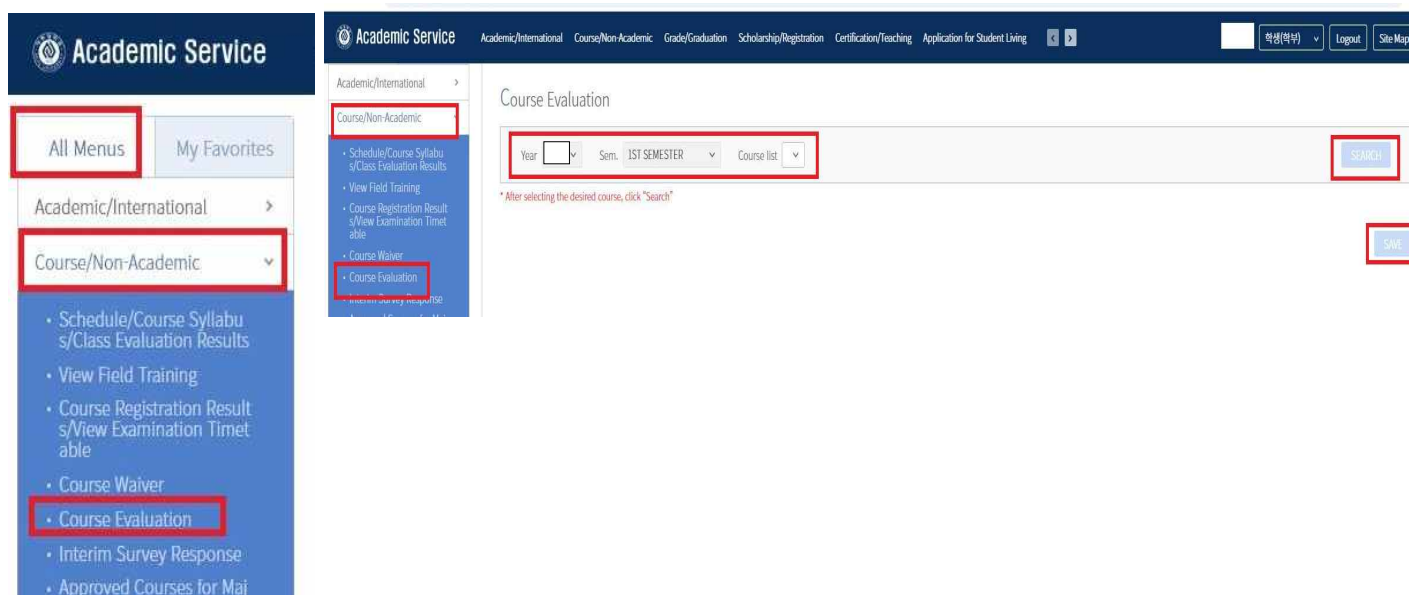 Academic Service
All Menus
My Favorites
Academic/International
Course/Non-Academic
• Schedule/Course Syllabu
s/Class Evaluation Results
• View Field Training
• Course Registration Result
s/View Examination Timet
able
• Course Waiver
• Course Evaluation
• Interim Survey Response
• Approved Courses for Maj
Academic Service
Academic/International Course/Non-Academic Grade/Graduation Scholarship/Registration Certification/Teaching Application for Student Living
학생(학부)
Logout
Site Map
Academic/International
Course/Non-Academic
• Schedule/Course Syllabu
s/Class Evaluation Results
• View Field Training
• Course Registration Result
s/View Examination Timet
able
• Course Waiver
• Course Evaluation
• Interim Survey Response
Course Evaluation
Year Sem. 1ST SEMESTER Course list
SEARCH
* After selecting the desired course, click "Search"
SAVE